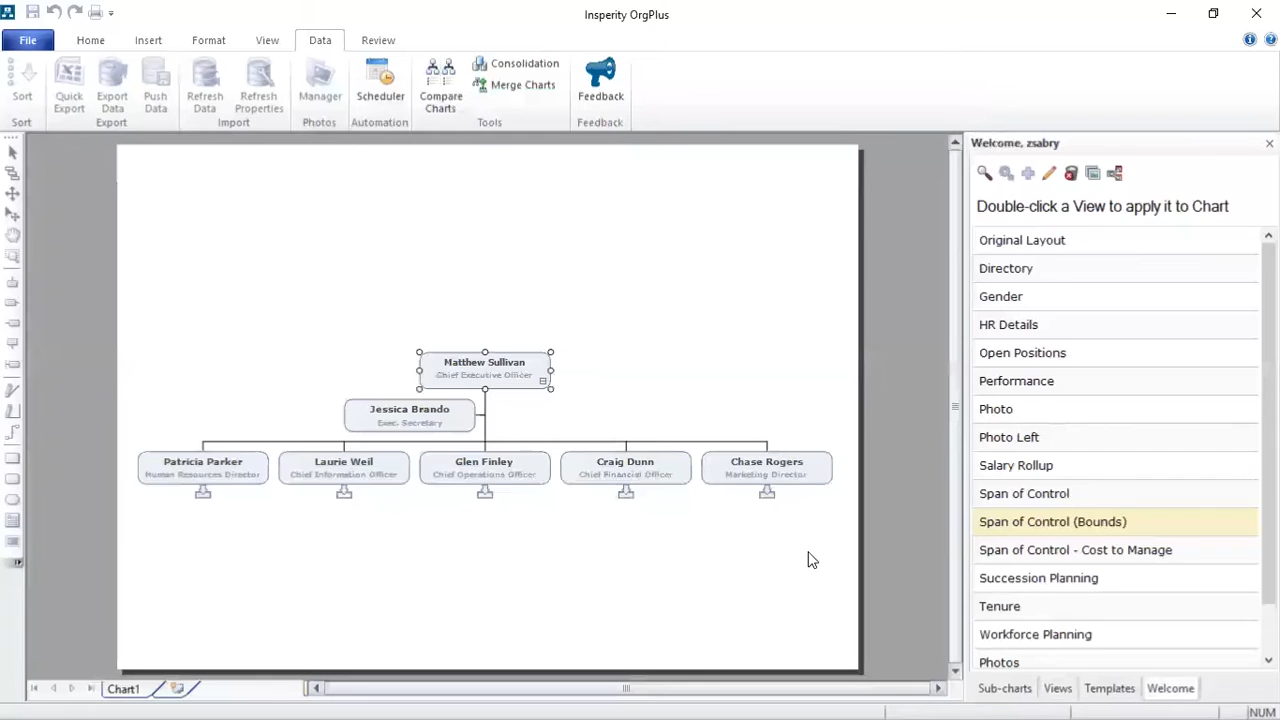 Insperity OrgPlus
File Home Insert Format View Data Review
Sort
Quick Export
Export Data
Push Data
Refresh Data
Refresh Properties
Manager
Scheduler
Compare Charts
Consolidation
Merge Charts
Feedback
Sort Export Import Photos Automation Tools Feedback
Welcome, zsabry
Double-click a View to apply it to Chart
Original Layout
Directory
Gender
HR Details
Open Positions
Performance
Photo
Photo Left
Salary Rollup
Span of Control
Span of Control (Bounds)
Span of Control - Cost to Manage
Succession Planning
Tenure
Workforce Planning
Photos
Matthew Sullivan
Chief Executive Officer
Jessica Brando
Exec. Secretary
Patricia Parker
Human Resources Director
Laurie Weil
Chief Information Officer
Glen Finley
Chief Operations Officer
Craig Dunn
Chief Financial Officer
Chase Rogers
Marketing Director
Chart1
Sub-charts Views Templates Welcome
NUM